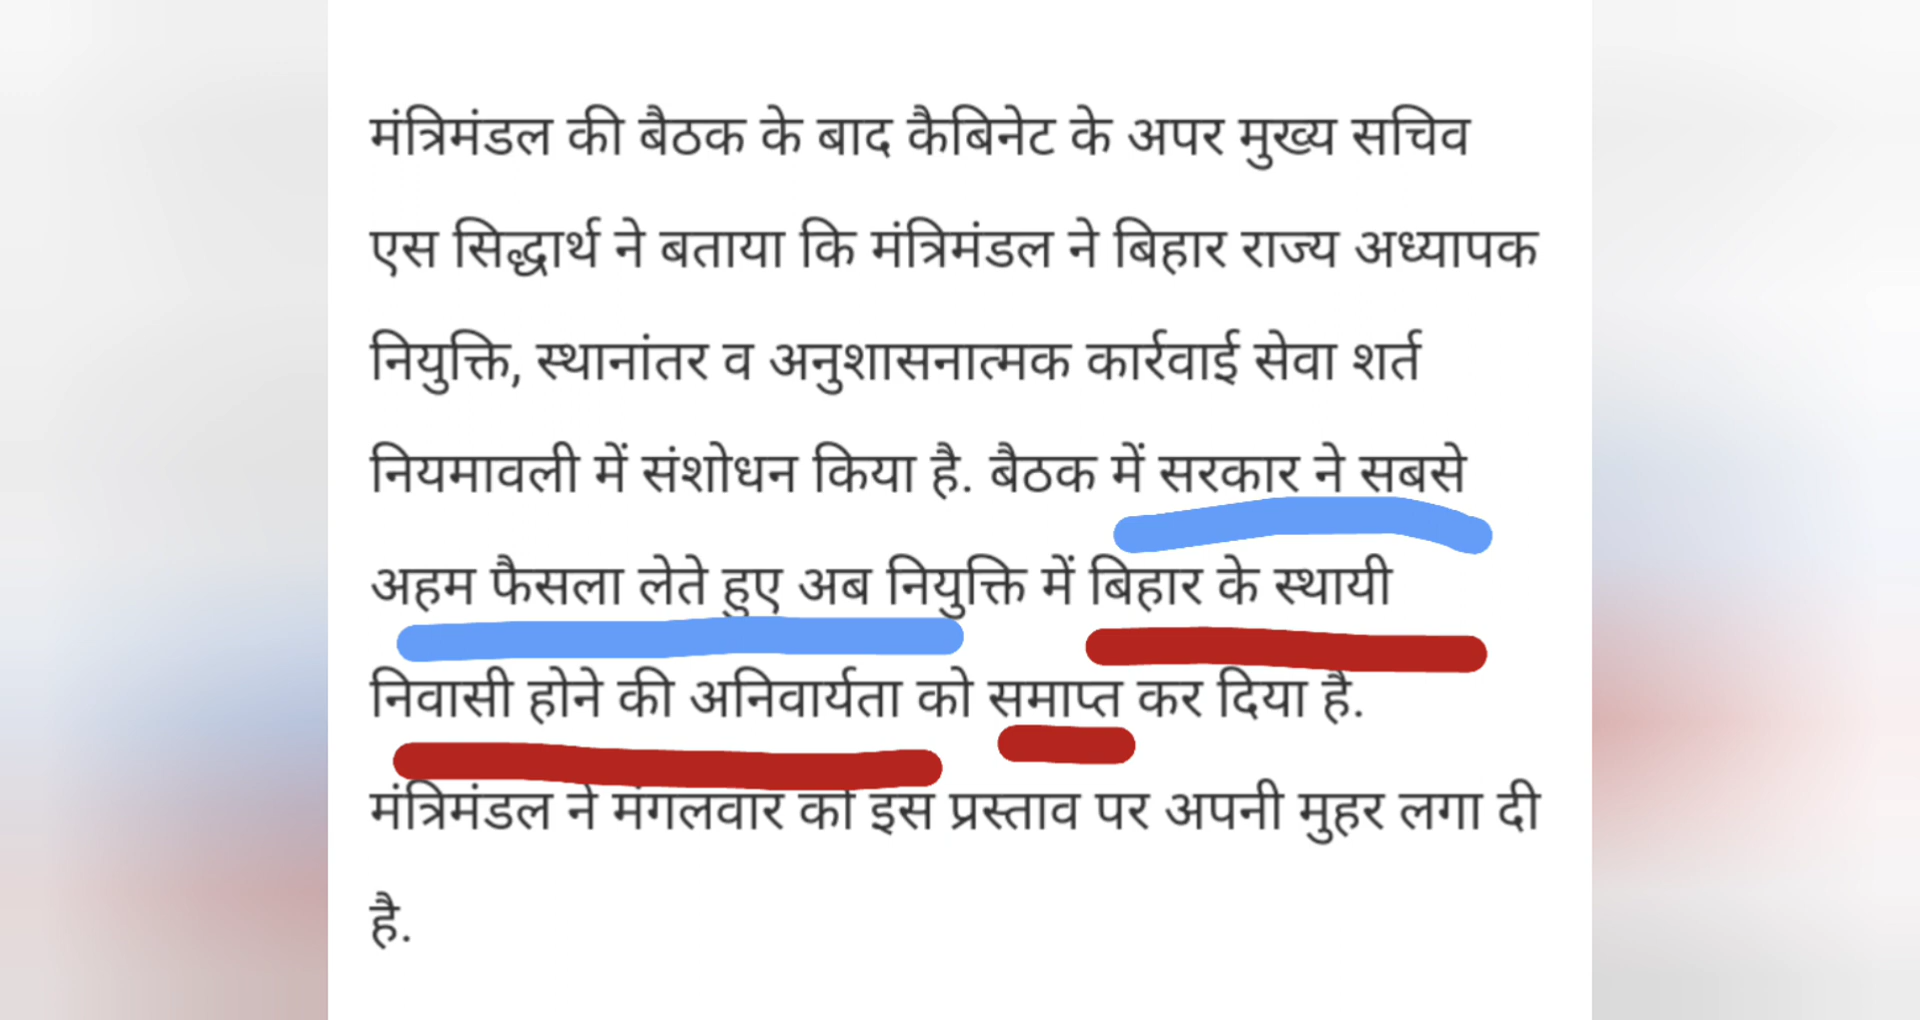 मंत्रिमंडल की बैठक के बाद कैबिनेट के अपर मुख्य सचिव
एस सिद्धार्थ ने बताया कि मंत्रिमंडल ने बिहार राज्य अध्यापक
नियुक्ति, स्थानांतर व अनुशासनात्मक कार्रवाई सेवा शर्त
नियमावली में संशोधन किया है. बैठक में सरकार ने सबसे
अहम फैसला लेते हुए अब नियुक्ति में बिहार के स्थायी
निवासी होने की अनिवार्यता को समाप्त कर दिया है.
मंत्रिमंडल ने मंगलवार को इस प्रस्ताव पर अपनी मुहर लगा दी
है.